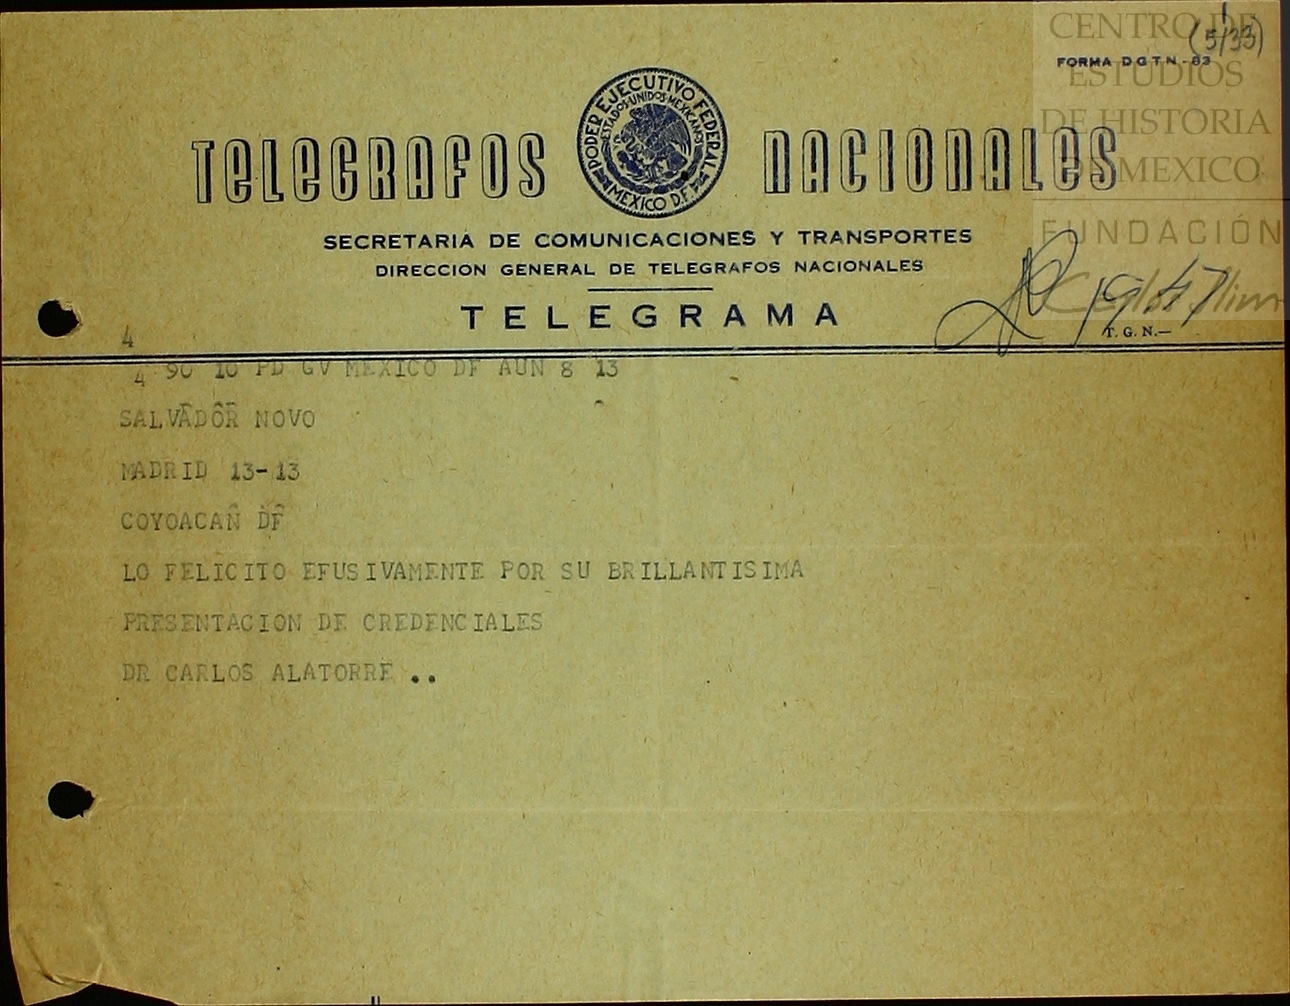 CENTRO DE
(5/33)
FORMA DGTN-83
ESTUDIOS
DE HISTORIA
DE MEXICO
FUNDACIÓN
PODER EJECUTIVO FEDERAL
ESTADOS UNIDOS MEXICANOS
MEXICO D.F.
TELEGRAFOS NACIONALES
SECRETARIA DE COMUNICACIONES Y TRANSPORTES
DIRECCION GENERAL DE TELEGRAFOS NACIONALES
TELEGRAMA
T. G. N.—
4
4 90 10 PD GV MEXICO DF AUN 8 13
SALVADOR NOVO
MADRID 13-13
COYOACAN DF
LO FELICITO EFUSIVAMENTE POR SU BRILLANTISIMA
PRESENTACION DE CREDENCIALES
DR CARLOS ALATORRE ..